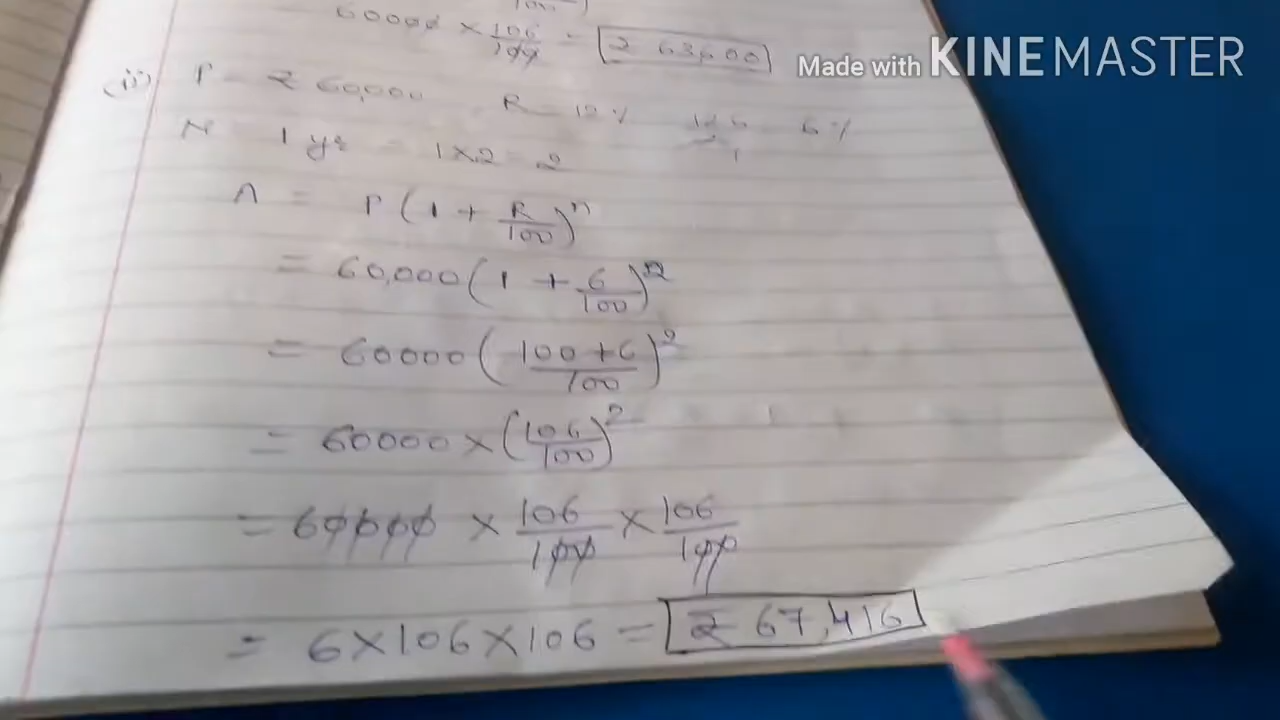 60000 × 106/100 = ₹ 63,600
Made with KINEMASTER
(ii) P = ₹ 60,000 R = 12 % 6 %
N 1 yr = 1×2 = 2
A = P (1 + R/100)ⁿ
= 60,000 (1 + 6/100)²
= 60000 (100+6/100)²
= 60000 × (106/100)²
= 60000 × 106/100 × 106/100
= 6×106×106 = ₹ 67,416